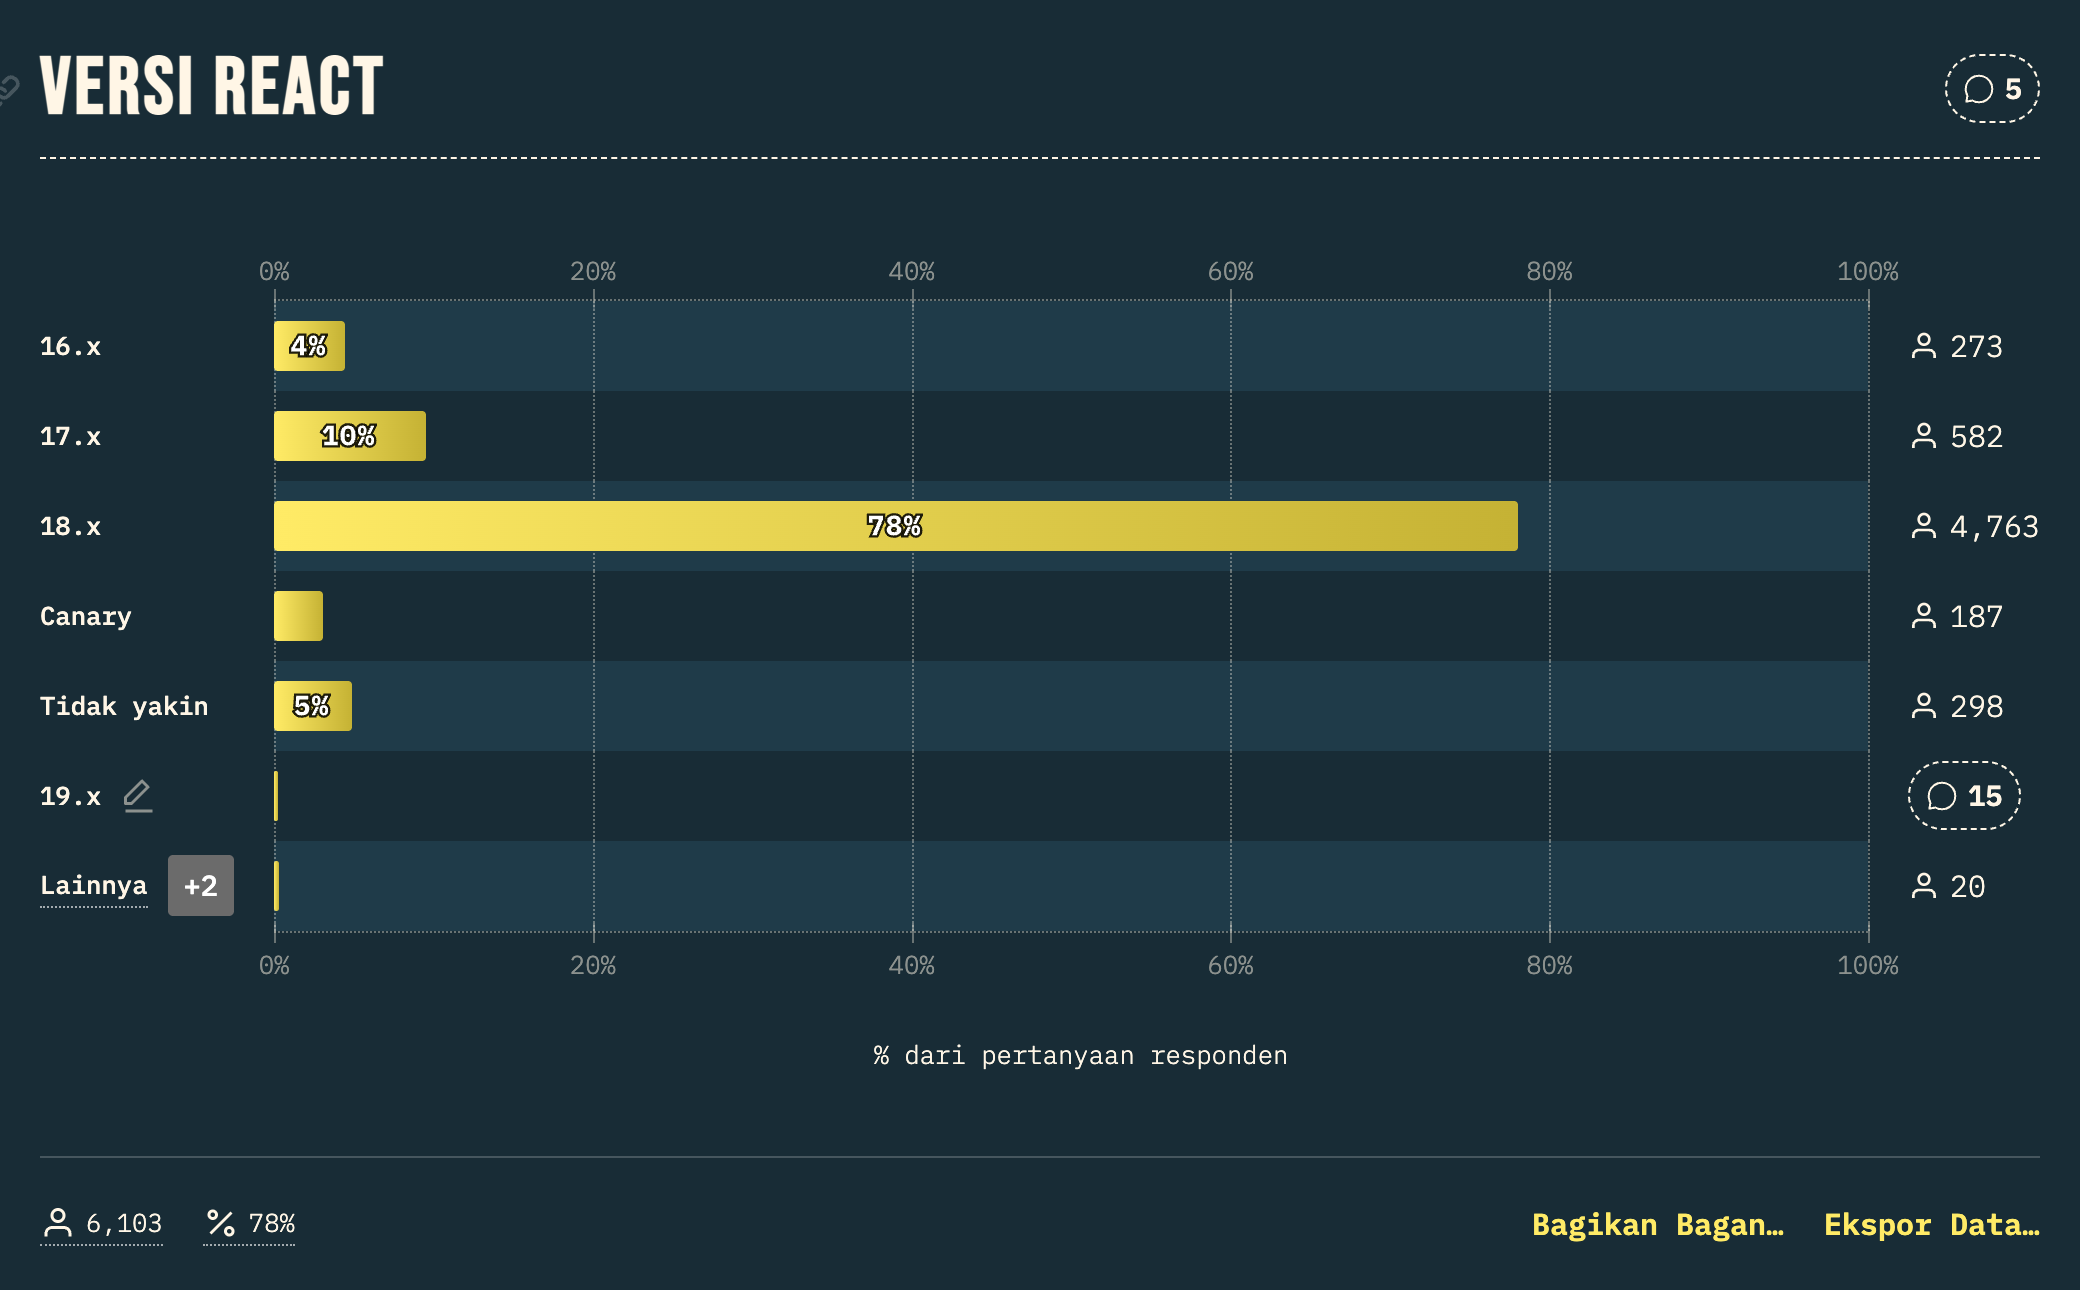 VERSI REACT
5
0% 20% 40% 60% 80% 100%
16.x 4% 273
17.x 10% 582
18.x 78% 4,763
Canary 187
Tidak yakin 5% 298
19.x 15
Lainnya +2 20
0% 20% 40% 60% 80% 100%
% dari pertanyaan responden
6,103 78% Bagikan Bagan… Ekspor Data…